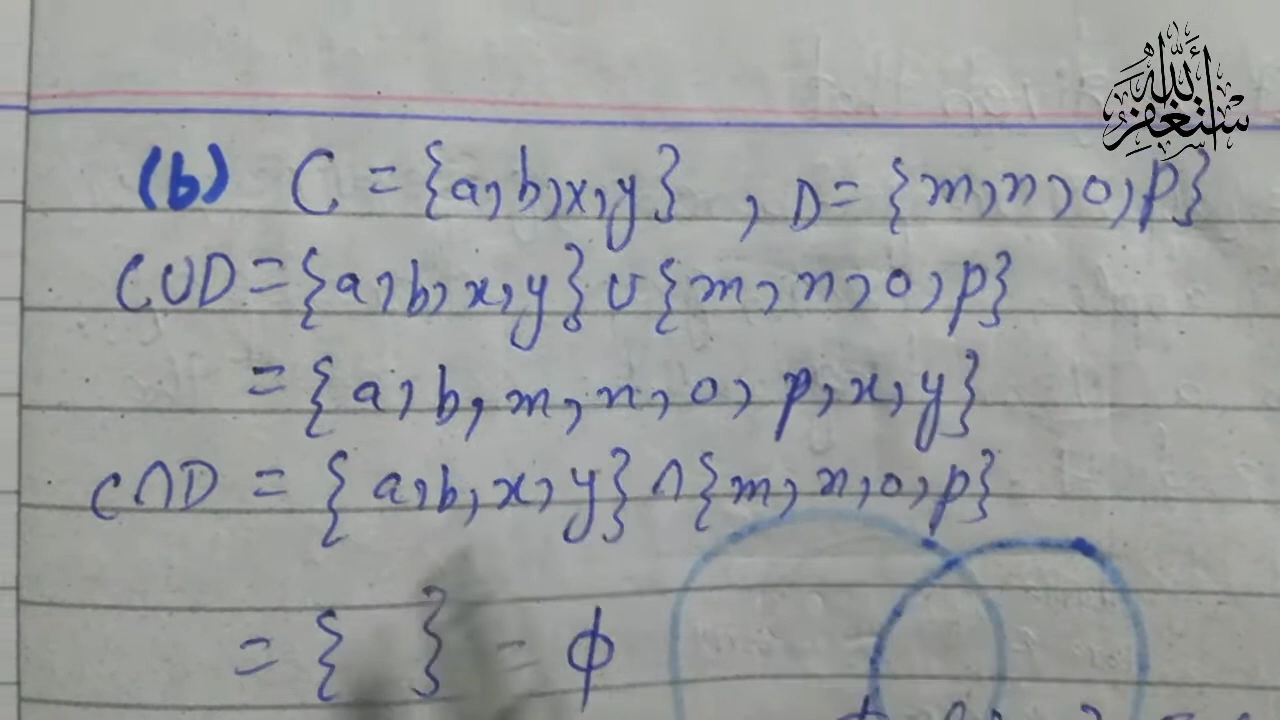 أستغفر الله
(b) C = {a, b, x, y} , D = {m, n, o, p}
C∪D = {a, b, x, y} ∪ {m, n, o, p}
= {a, b, m, n, o, p, x, y}
C∩D = {a, b, x, y} ∩ {m, n, o, p}
= { } = ϕ